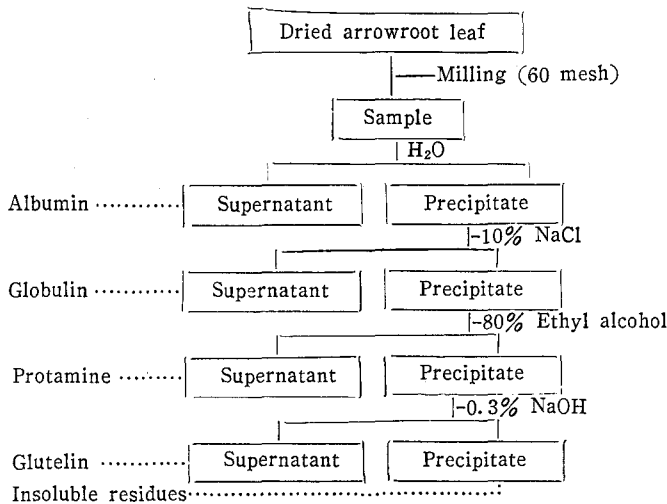 Dried arrowroot leaf
Milling (60 mesh)
Sample
H₂O
Albumin ············ Supernatant Precipitate
-10% NaCl
Globulin ············ Supernatant Precipitate
-80% Ethyl alcohol
Protamine ········· Supernatant Precipitate
-0.3% NaOH
Glutelin ············ Supernatant Precipitate
Insoluble residues